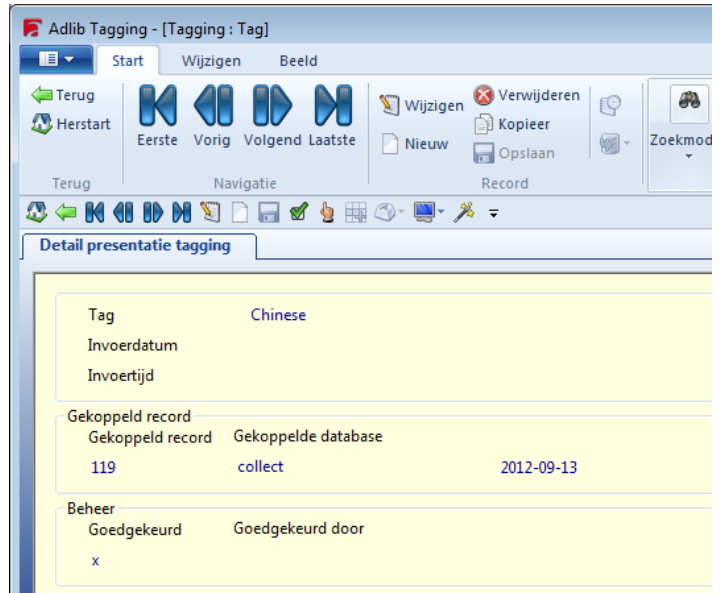 Adlib Tagging - [Tagging : Tag]
Start Wijzigen Beeld
Terug
Herstart
Eerste Vorig Volgend Laatste
Wijzigen
Nieuw
Verwijderen
Kopieer
Opslaan
Zoekmod
Terug Navigatie Record
Detail presentatie tagging
Tag Chinese
Invoerdatum
Invoertijd
Gekoppeld record
Gekoppeld record Gekoppelde database
119 collect 2012-09-13
Beheer
Goedgekeurd Goedgekeurd door
x